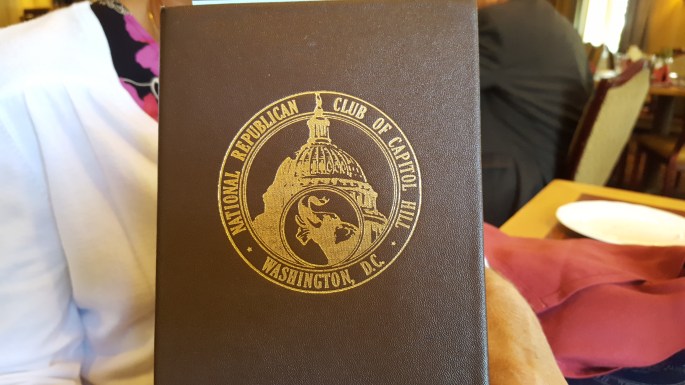 NATIONAL REPUBLICAN CLUB OF CAPITOL HILL
WASHINGTON, D.C.